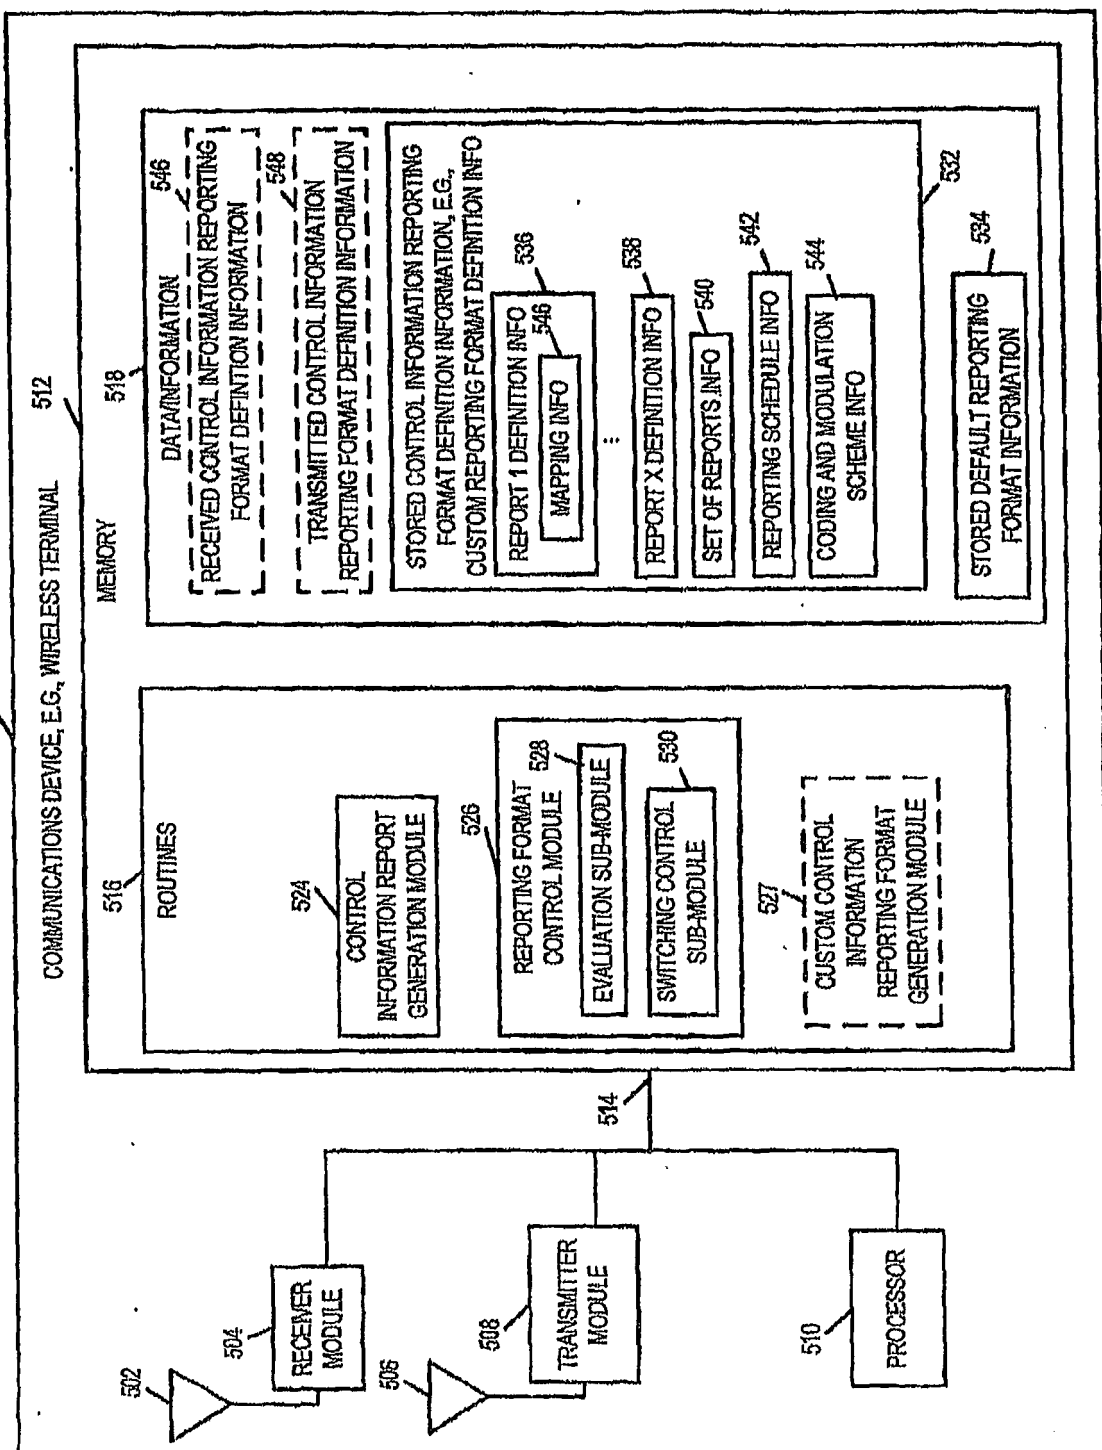 COMMUNICATIONS DEVICE, E.G., WIRELESS TERMINAL
512
502
504
RECEIVER
MODULE
506
508
TRANSMITTER
MODULE
510
PROCESSOR
514
MEMORY
516
ROUTINES
524
CONTROL
INFORMATION REPORT
GENERATION MODULE
526
REPORTING FORMAT
CONTROL MODULE
528
EVALUATION SUB-MODULE
530
SWITCHING CONTROL
SUB-MODULE
527
CUSTOM CONTROL
INFORMATION
REPORTING FORMAT
GENERATION MODULE
518
DATA/INFORMATION
546
RECEIVED CONTROL INFORMATION REPORTING
FORMAT DEFINITION INFORMATION
548
TRANSMITTED CONTROL INFORMATION
REPORTING FORMAT DEFINITION INFORMATION
STORED CONTROL INFORMATION REPORTING
FORMAT DEFINITION INFORMATION, E.G.,
CUSTOM REPORTING FORMAT DEFINITION INFO
536
REPORT 1 DEFINITION INFO
546
MAPPING INFO
...
538
REPORT X DEFINITION INFO
540
SET OF REPORTS INFO
542
REPORTING SCHEDULE INFO
544
CODING AND MODULATION
SCHEME INFO
532
534
STORED DEFAULT REPORTING
FORMAT INFORMATION